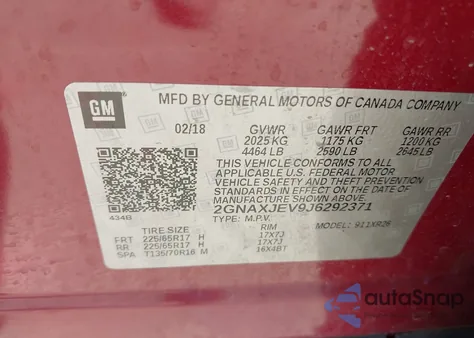 GM
MFD BY GENERAL MOTORS OF CANADA COMPANY
02/18 GVWR GAWR FRT GAWR RR
2025 KG 1175 KG 1200 KG
4464 LB 2590 LB 2645 LB
THIS VEHICLE CONFORMS TO ALL
APPLICABLE U.S. FEDERAL MOTOR
VEHICLE SAFETY AND THEFT PREVENTION
STANDARDS IN EFFECT ON THE DATE OF
MANUFACTURE SHOWN ABOVE.
2GNAXJEV9J6292371
TYPE: M.P.V. MODEL:
434B
TIRE SIZE RIM
FRT 225/65R17 H 17X7J
RR 225/65R17 H 17X7J
SPA T135/70R16 M 16X4BT
autaSnap